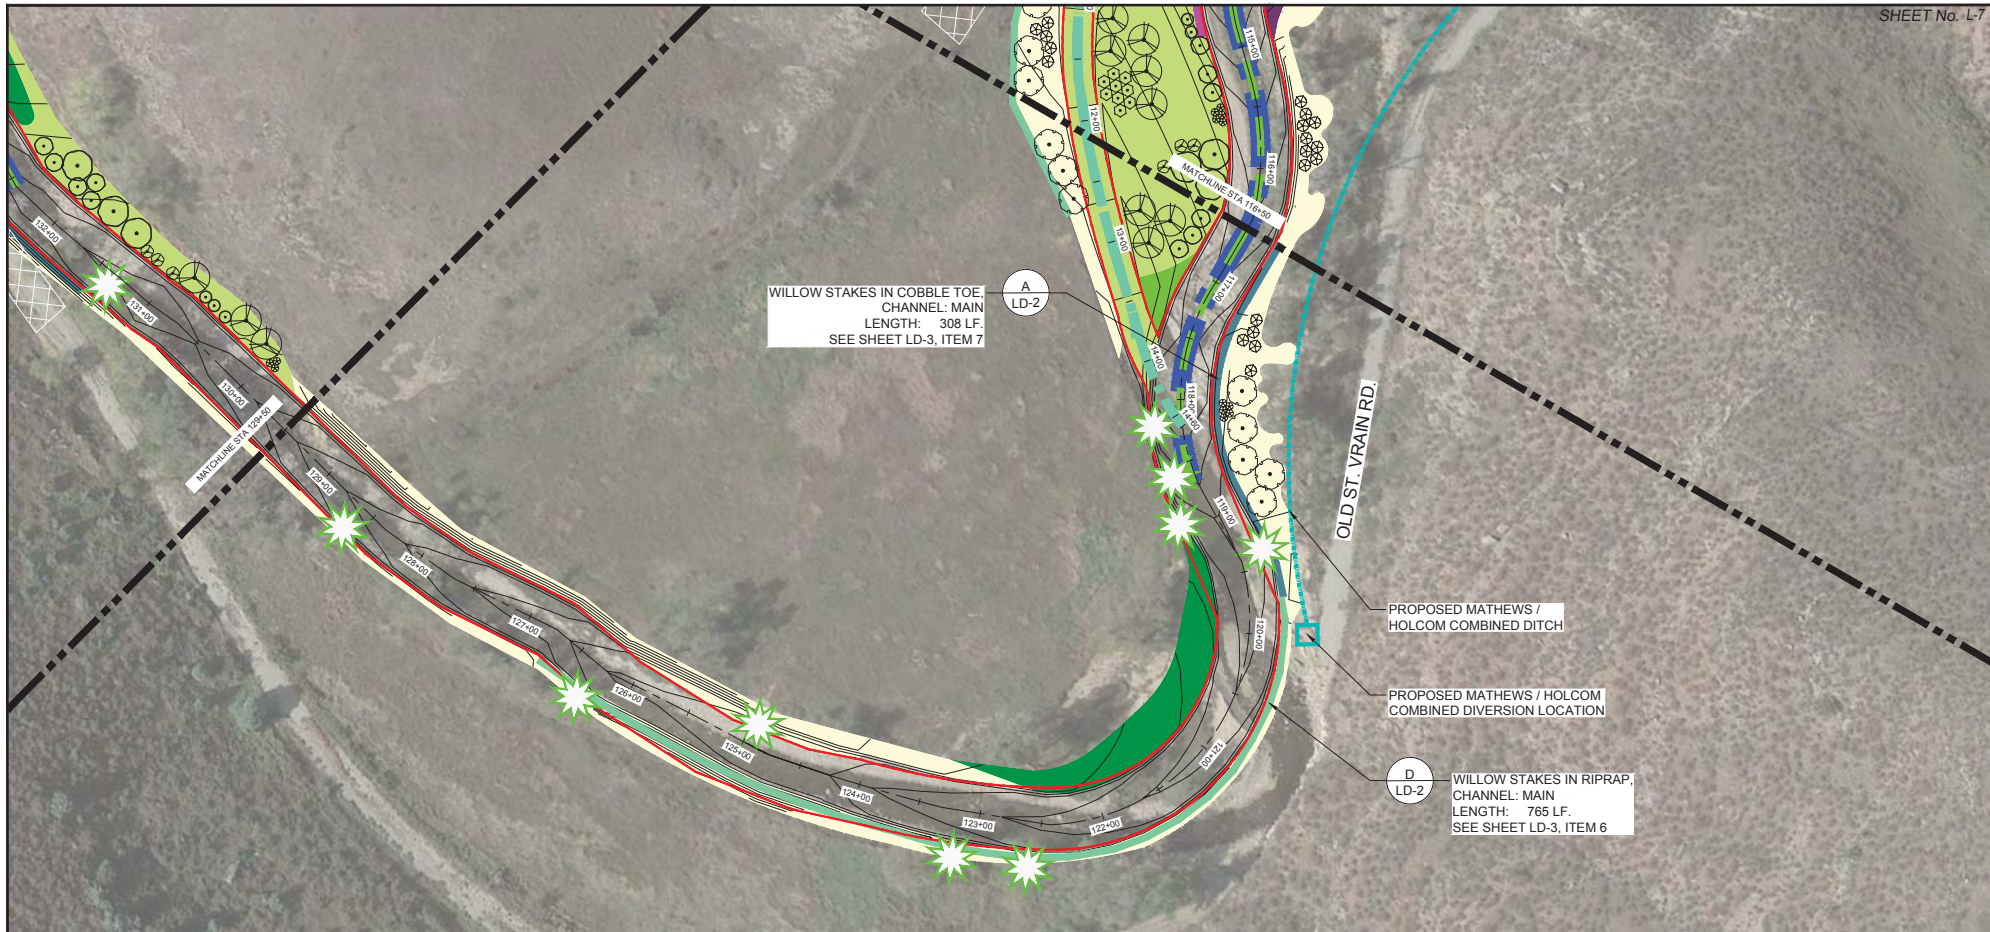 SHEET No. L-7
115+00
12+00
116+00
MATCHLINE STA 116+50
13+00
117+00
WILLOW STAKES IN COBBLE TOE,
CHANNEL: MAIN
LENGTH: 308 LF.
SEE SHEET LD-3, ITEM 7
A
LD-2
14+00
118+00
14+60
119+00
OLD ST. VRAIN RD.
132+00
131+00
130+00
MATCHLINE STA 129+50
129+00
128+00
127+00
126+00
125+00
124+00
123+00
122+00
121+00
120+00
PROPOSED MATHEWS /
HOLCOM COMBINED DITCH
PROPOSED MATHEWS / HOLCOM
COMBINED DIVERSION LOCATION
D
LD-2
WILLOW STAKES IN RIPRAP,
CHANNEL: MAIN
LENGTH: 765 LF.
SEE SHEET LD-3, ITEM 6